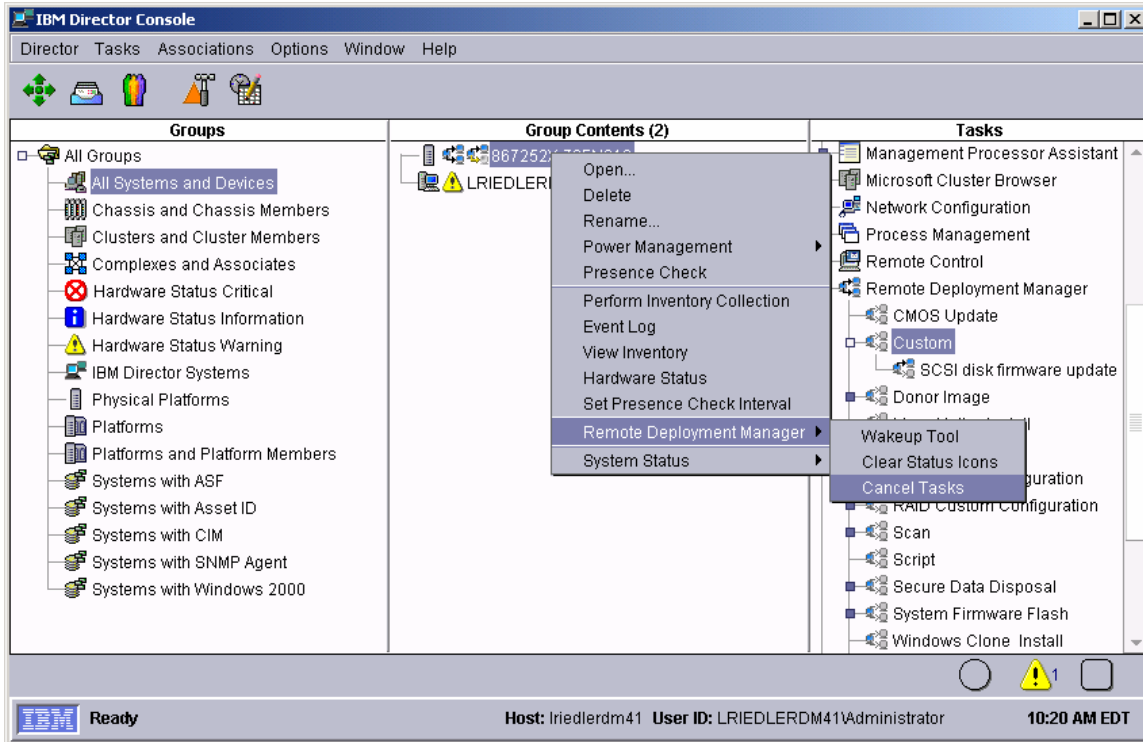 IBM Director Console
Director Tasks Associations Options Window Help
Groups
All Groups
All Systems and Devices
Chassis and Chassis Members
Clusters and Cluster Members
Complexes and Associates
Hardware Status Critical
Hardware Status Information
Hardware Status Warning
IBM Director Systems
Physical Platforms
Platforms
Platforms and Platform Members
Systems with ASF
Systems with Asset ID
Systems with CIM
Systems with SNMP Agent
Systems with Windows 2000
Group Contents (2)
LRIEDLER
Open...
Delete
Rename...
Power Management
Presence Check
Perform Inventory Collection
Event Log
View Inventory
Hardware Status
Set Presence Check Interval
Remote Deployment Manager
System Status
Wakeup Tool
Clear Status Icons
Cancel Tasks
Tasks
Management Processor Assistant
Microsoft Cluster Browser
Network Configuration
Process Management
Remote Control
Remote Deployment Manager
CMOS Update
Custom
SCSI disk firmware update
Donor Image
RAID Custom Configuration
Scan
Script
Secure Data Disposal
System Firmware Flash
Windows Clone Install
1
IBM Ready Host: lriedlerdm41 User ID: LRIEDLERDM41\Administrator 10:20 AM EDT